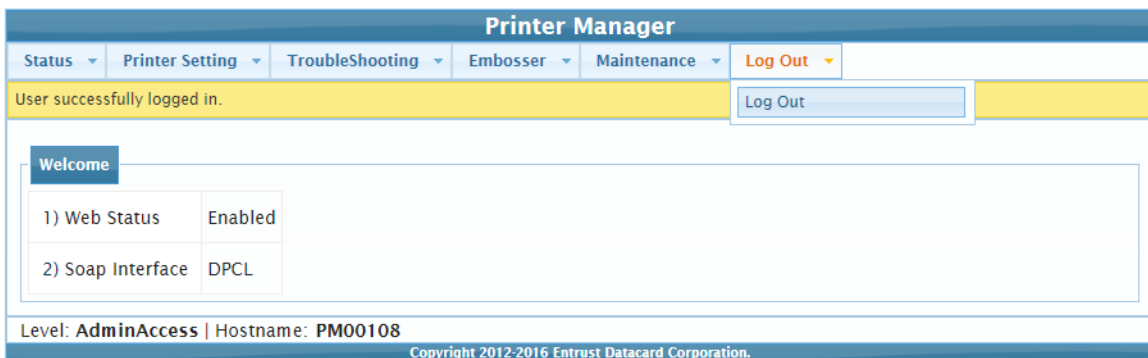 Printer Manager
Status Printer Setting TroubleShooting Embosser Maintenance Log Out
User successfully logged in.
Log Out
Welcome
1) Web Status Enabled
2) Soap Interface DPCL
Level: AdminAccess | Hostname: PM00108
Copyright 2012-2016 Entrust Datacard Corporation.